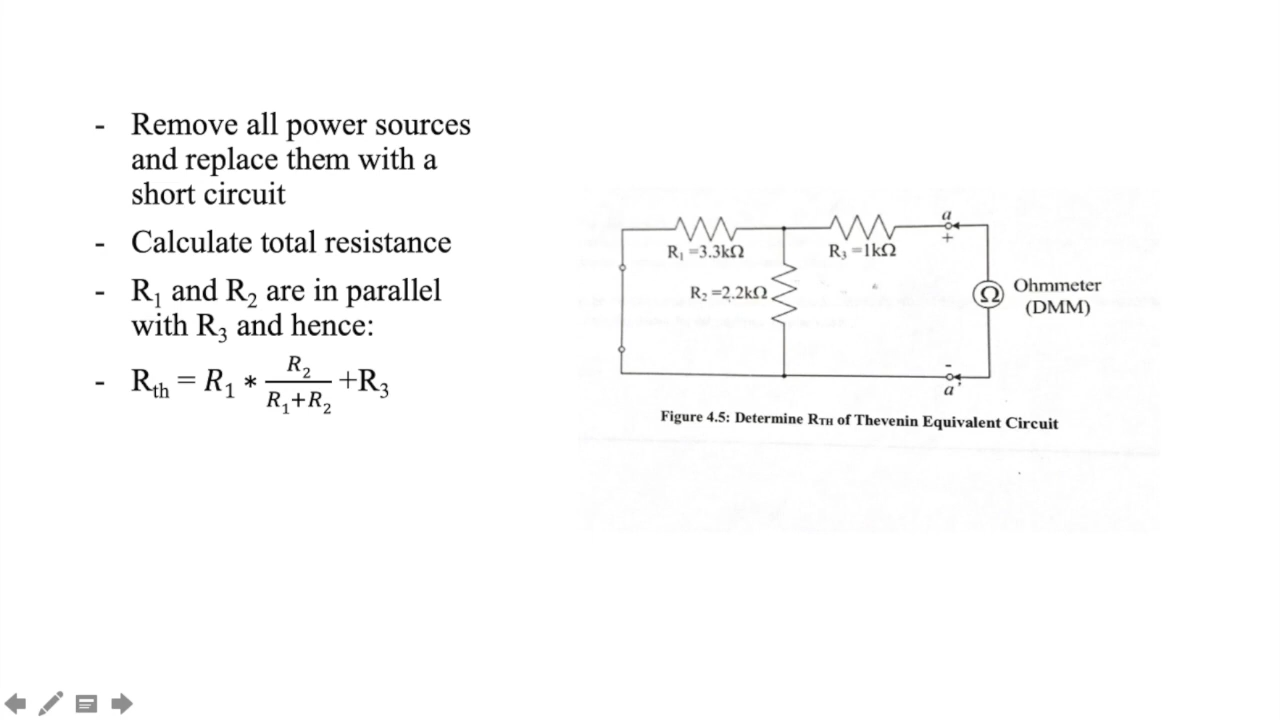 - Remove all power sources
and replace them with a
short circuit
- Calculate total resistance
- R₁ and R₂ are in parallel
with R₃ and hence:
- Rth = R₁ * R₂/(R₁+R₂) +R₃
a
+
R₁ =3.3kΩ
R₃ =1kΩ
R₂ =2.2kΩ
Ω
Ohmmeter
(DMM)
-
a'
Figure 4.5: Determine RTH of Thevenin Equivalent Circuit